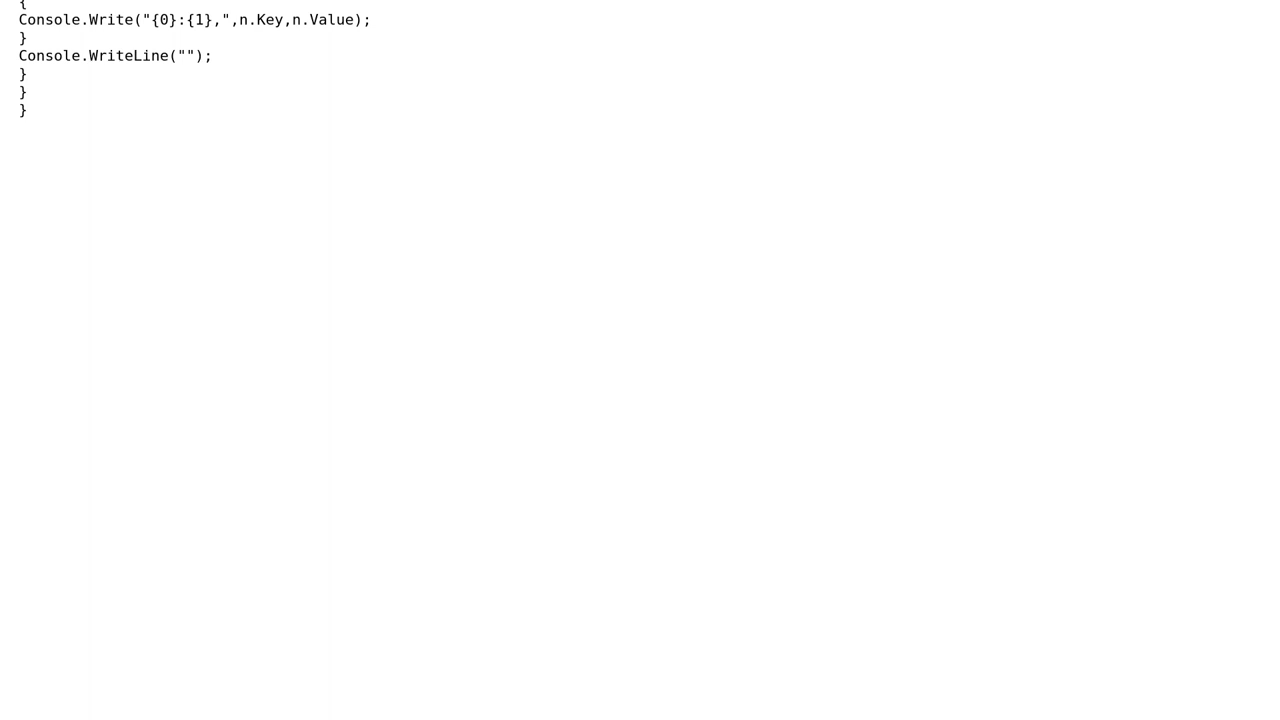 {
Console.Write("{0}:{1},",n.Key,n.Value);
}
Console.WriteLine("");
}
}
}